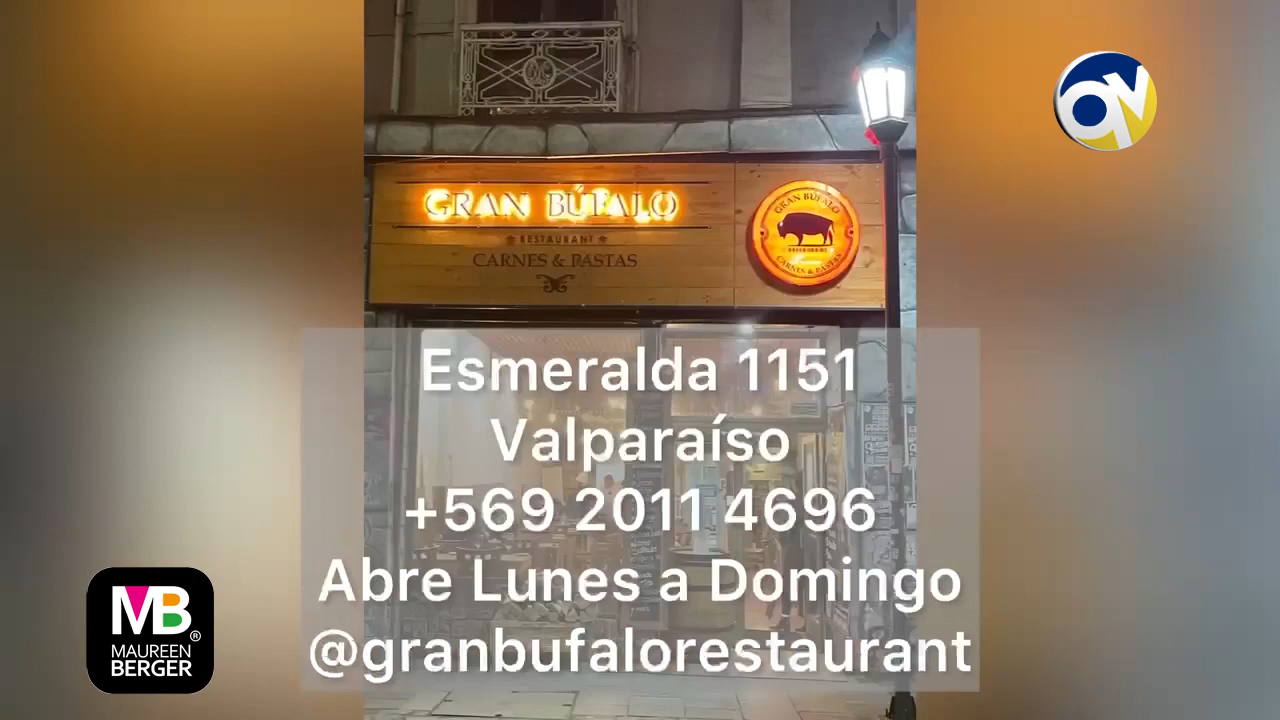 GRAN BÚFALO
RESTAURANT
CARNES & PASTAS
GRAN BÚFALO
CARNES & PASTAS
Esmeralda 1151
Valparaíso
+569 2011 4696
Abre Lunes a Domingo
@granbufalorestaurant
MB®
MAUREEN
BERGER
OV